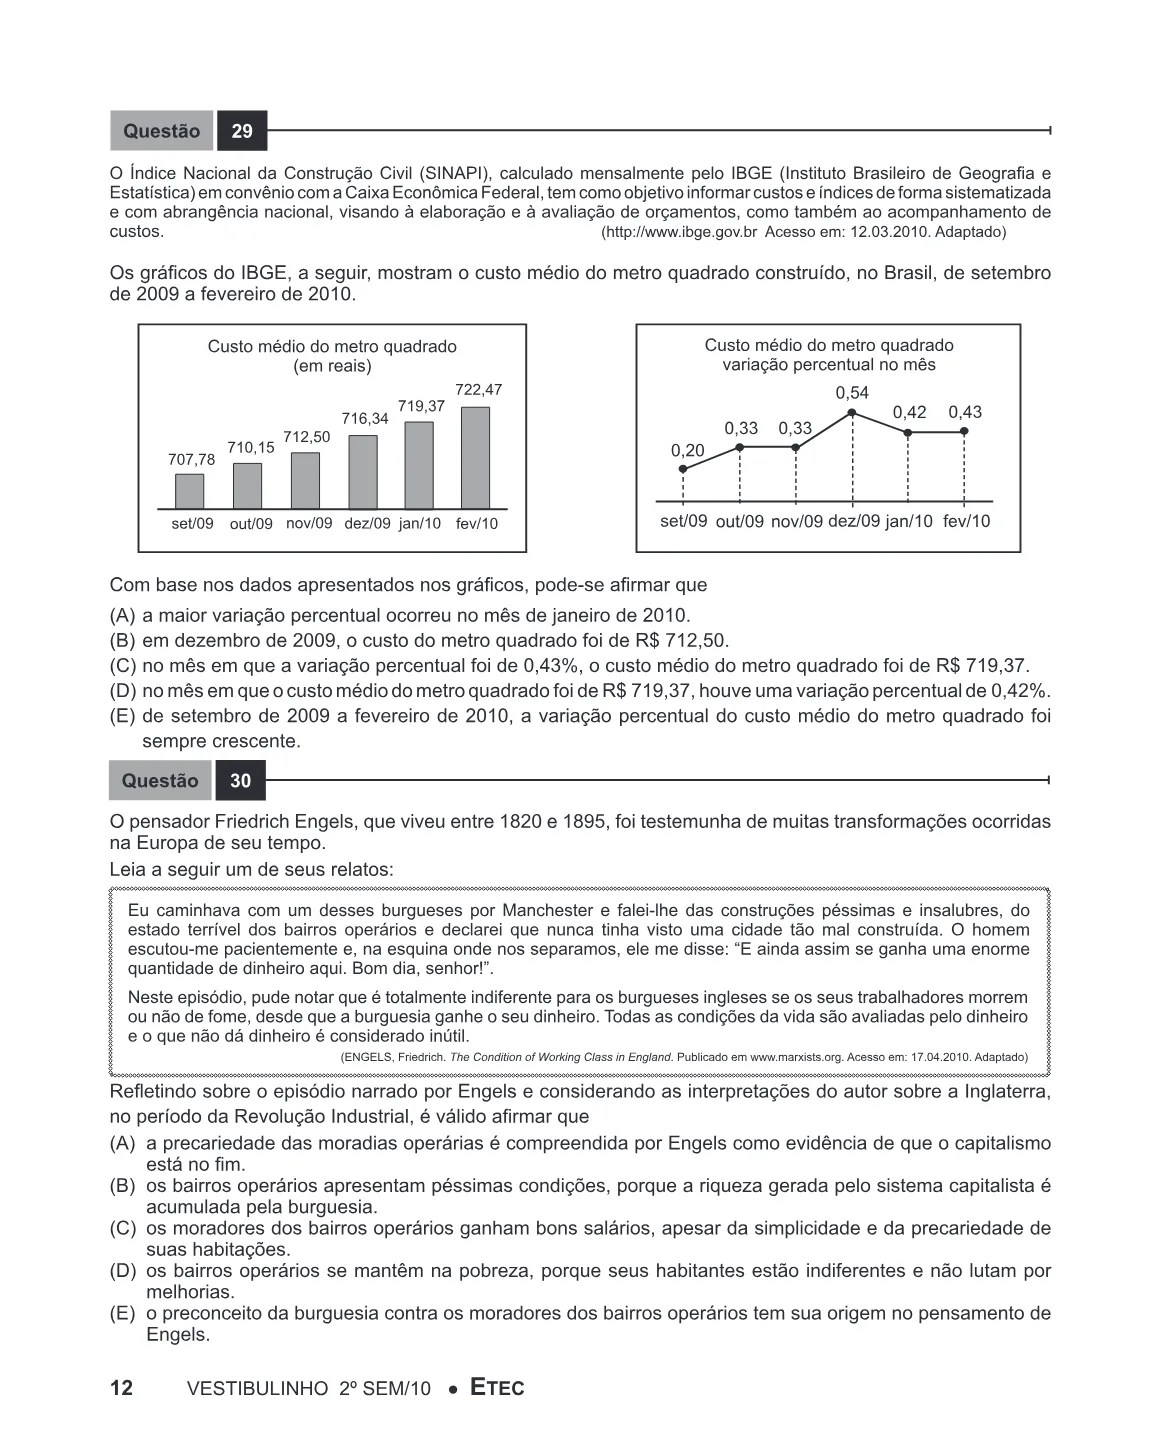 Questão 29
O Índice Nacional da Construção Civil (SINAPI), calculado mensalmente pelo IBGE (Instituto Brasileiro de Geografia e
Estatística) em convênio com a Caixa Econômica Federal, tem como objetivo informar custos e índices de forma sistematizada
e com abrangência nacional, visando à elaboração e à avaliação de orçamentos, como também ao acompanhamento de
custos. (http://www.ibge.gov.br Acesso em: 12.03.2010. Adaptado)
Os gráficos do IBGE, a seguir, mostram o custo médio do metro quadrado construído, no Brasil, de setembro
de 2009 a fevereiro de 2010.
Custo médio do metro quadrado
(em reais)
707,78 710,15 712,50 716,34 719,37 722,47
set/09 out/09 nov/09 dez/09 jan/10 fev/10
Custo médio do metro quadrado
variação percentual no mês
0,20 0,33 0,33 0,54 0,42 0,43
set/09 out/09 nov/09 dez/09 jan/10 fev/10
Com base nos dados apresentados nos gráficos, pode-se afirmar que
(A) a maior variação percentual ocorreu no mês de janeiro de 2010.
(B) em dezembro de 2009, o custo do metro quadrado foi de R$ 712,50.
(C) no mês em que a variação percentual foi de 0,43%, o custo médio do metro quadrado foi de R$ 719,37.
(D) no mês em que o custo médio do metro quadrado foi de R$ 719,37, houve uma variação percentual de 0,42%.
(E) de setembro de 2009 a fevereiro de 2010, a variação percentual do custo médio do metro quadrado foi
sempre crescente.
Questão 30
O pensador Friedrich Engels, que viveu entre 1820 e 1895, foi testemunha de muitas transformações ocorridas
na Europa de seu tempo.
Leia a seguir um de seus relatos:
Eu caminhava com um desses burgueses por Manchester e falei-lhe das construções péssimas e insalubres, do
estado terrível dos bairros operários e declarei que nunca tinha visto uma cidade tão mal construída. O homem
escutou-me pacientemente e, na esquina onde nos separamos, ele me disse: “E ainda assim se ganha uma enorme
quantidade de dinheiro aqui. Bom dia, senhor!”.
Neste episódio, pude notar que é totalmente indiferente para os burgueses ingleses se os seus trabalhadores morrem
ou não de fome, desde que a burguesia ganhe o seu dinheiro. Todas as condições da vida são avaliadas pelo dinheiro
e o que não dá dinheiro é considerado inútil.
(ENGELS, Friedrich. The Condition of Working Class in England. Publicado em www.marxists.org. Acesso em: 17.04.2010. Adaptado)
Refletindo sobre o episódio narrado por Engels e considerando as interpretações do autor sobre a Inglaterra,
no período da Revolução Industrial, é válido afirmar que
(A) a precariedade das moradias operárias é compreendida por Engels como evidência de que o capitalismo
está no fim.
(B) os bairros operários apresentam péssimas condições, porque a riqueza gerada pelo sistema capitalista é
acumulada pela burguesia.
(C) os moradores dos bairros operários ganham bons salários, apesar da simplicidade e da precariedade de
suas habitações.
(D) os bairros operários se mantêm na pobreza, porque seus habitantes estão indiferentes e não lutam por
melhorias.
(E) o preconceito da burguesia contra os moradores dos bairros operários tem sua origem no pensamento de
Engels.
12 VESTIBULINHO 2º SEM/10 ● ETEC